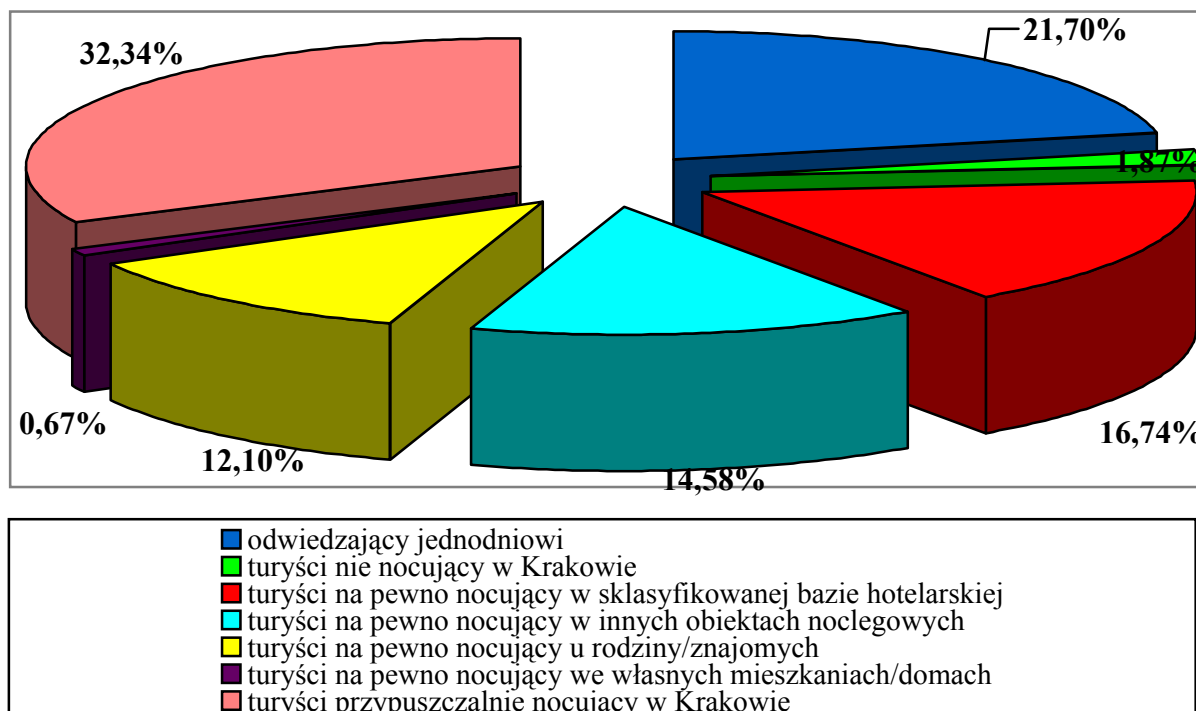 32,34%
21,70%
1,87%
16,74%
14,58%
12,10%
0,67%
odwiedzający jednodniowi
turyści nie nocujący w Krakowie
turyści na pewno nocujący w sklasyfikowanej bazie hotelarskiej
turyści na pewno nocujący w innych obiektach noclegowych
turyści na pewno nocujący u rodziny/znajomych
turyści na pewno nocujący we własnych mieszkaniach/domach
turyści przypuszczalnie nocujący w Krakowie